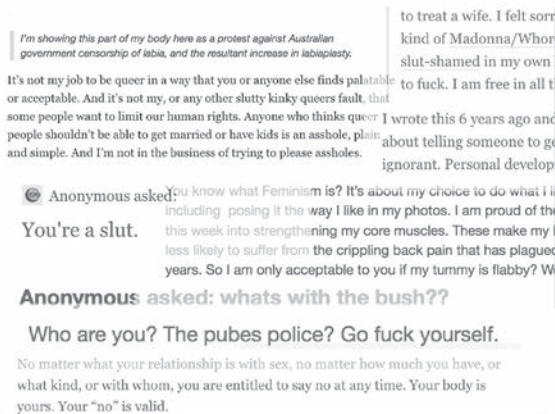 to treat a wife. I felt sorr
kind of Madonna/Whor
slut-shamed in my own
to fuck. I am free in all t
I'm showing this part of my body here as a protest against Australian
government censorship of labia, and the resultant increase in labiaplasty.
It's not my job to be queer in a way that you or anyone else finds palatable
or acceptable. And it's not my, or any other slutty kinky queers fault, that
some people want to limit our human rights. Anyone who thinks queer
people shouldn't be able to get married or have kids is an asshole, plain
and simple. And I'm not in the business of trying to please assholes.
I wrote this 6 years ago and
about telling someone to ge
ignorant. Personal develop
Anonymous asked:
You're a slut.
You know what Feminism is? It's about my choice to do what I li
including posing it the way I like in my photos. I am proud of the
this week into strengthening my core muscles. These make my
less likely to suffer from the crippling back pain that has plagued
years. So I am only acceptable to you if my tummy is flabby? W
Anonymous asked: whats with the bush??
Who are you? The pubes police? Go fuck yourself.
No matter what your relationship is with sex, no matter how much you have, or
what kind, or with whom, you are entitled to say no at any time. Your body is
yours. Your “no” is valid.